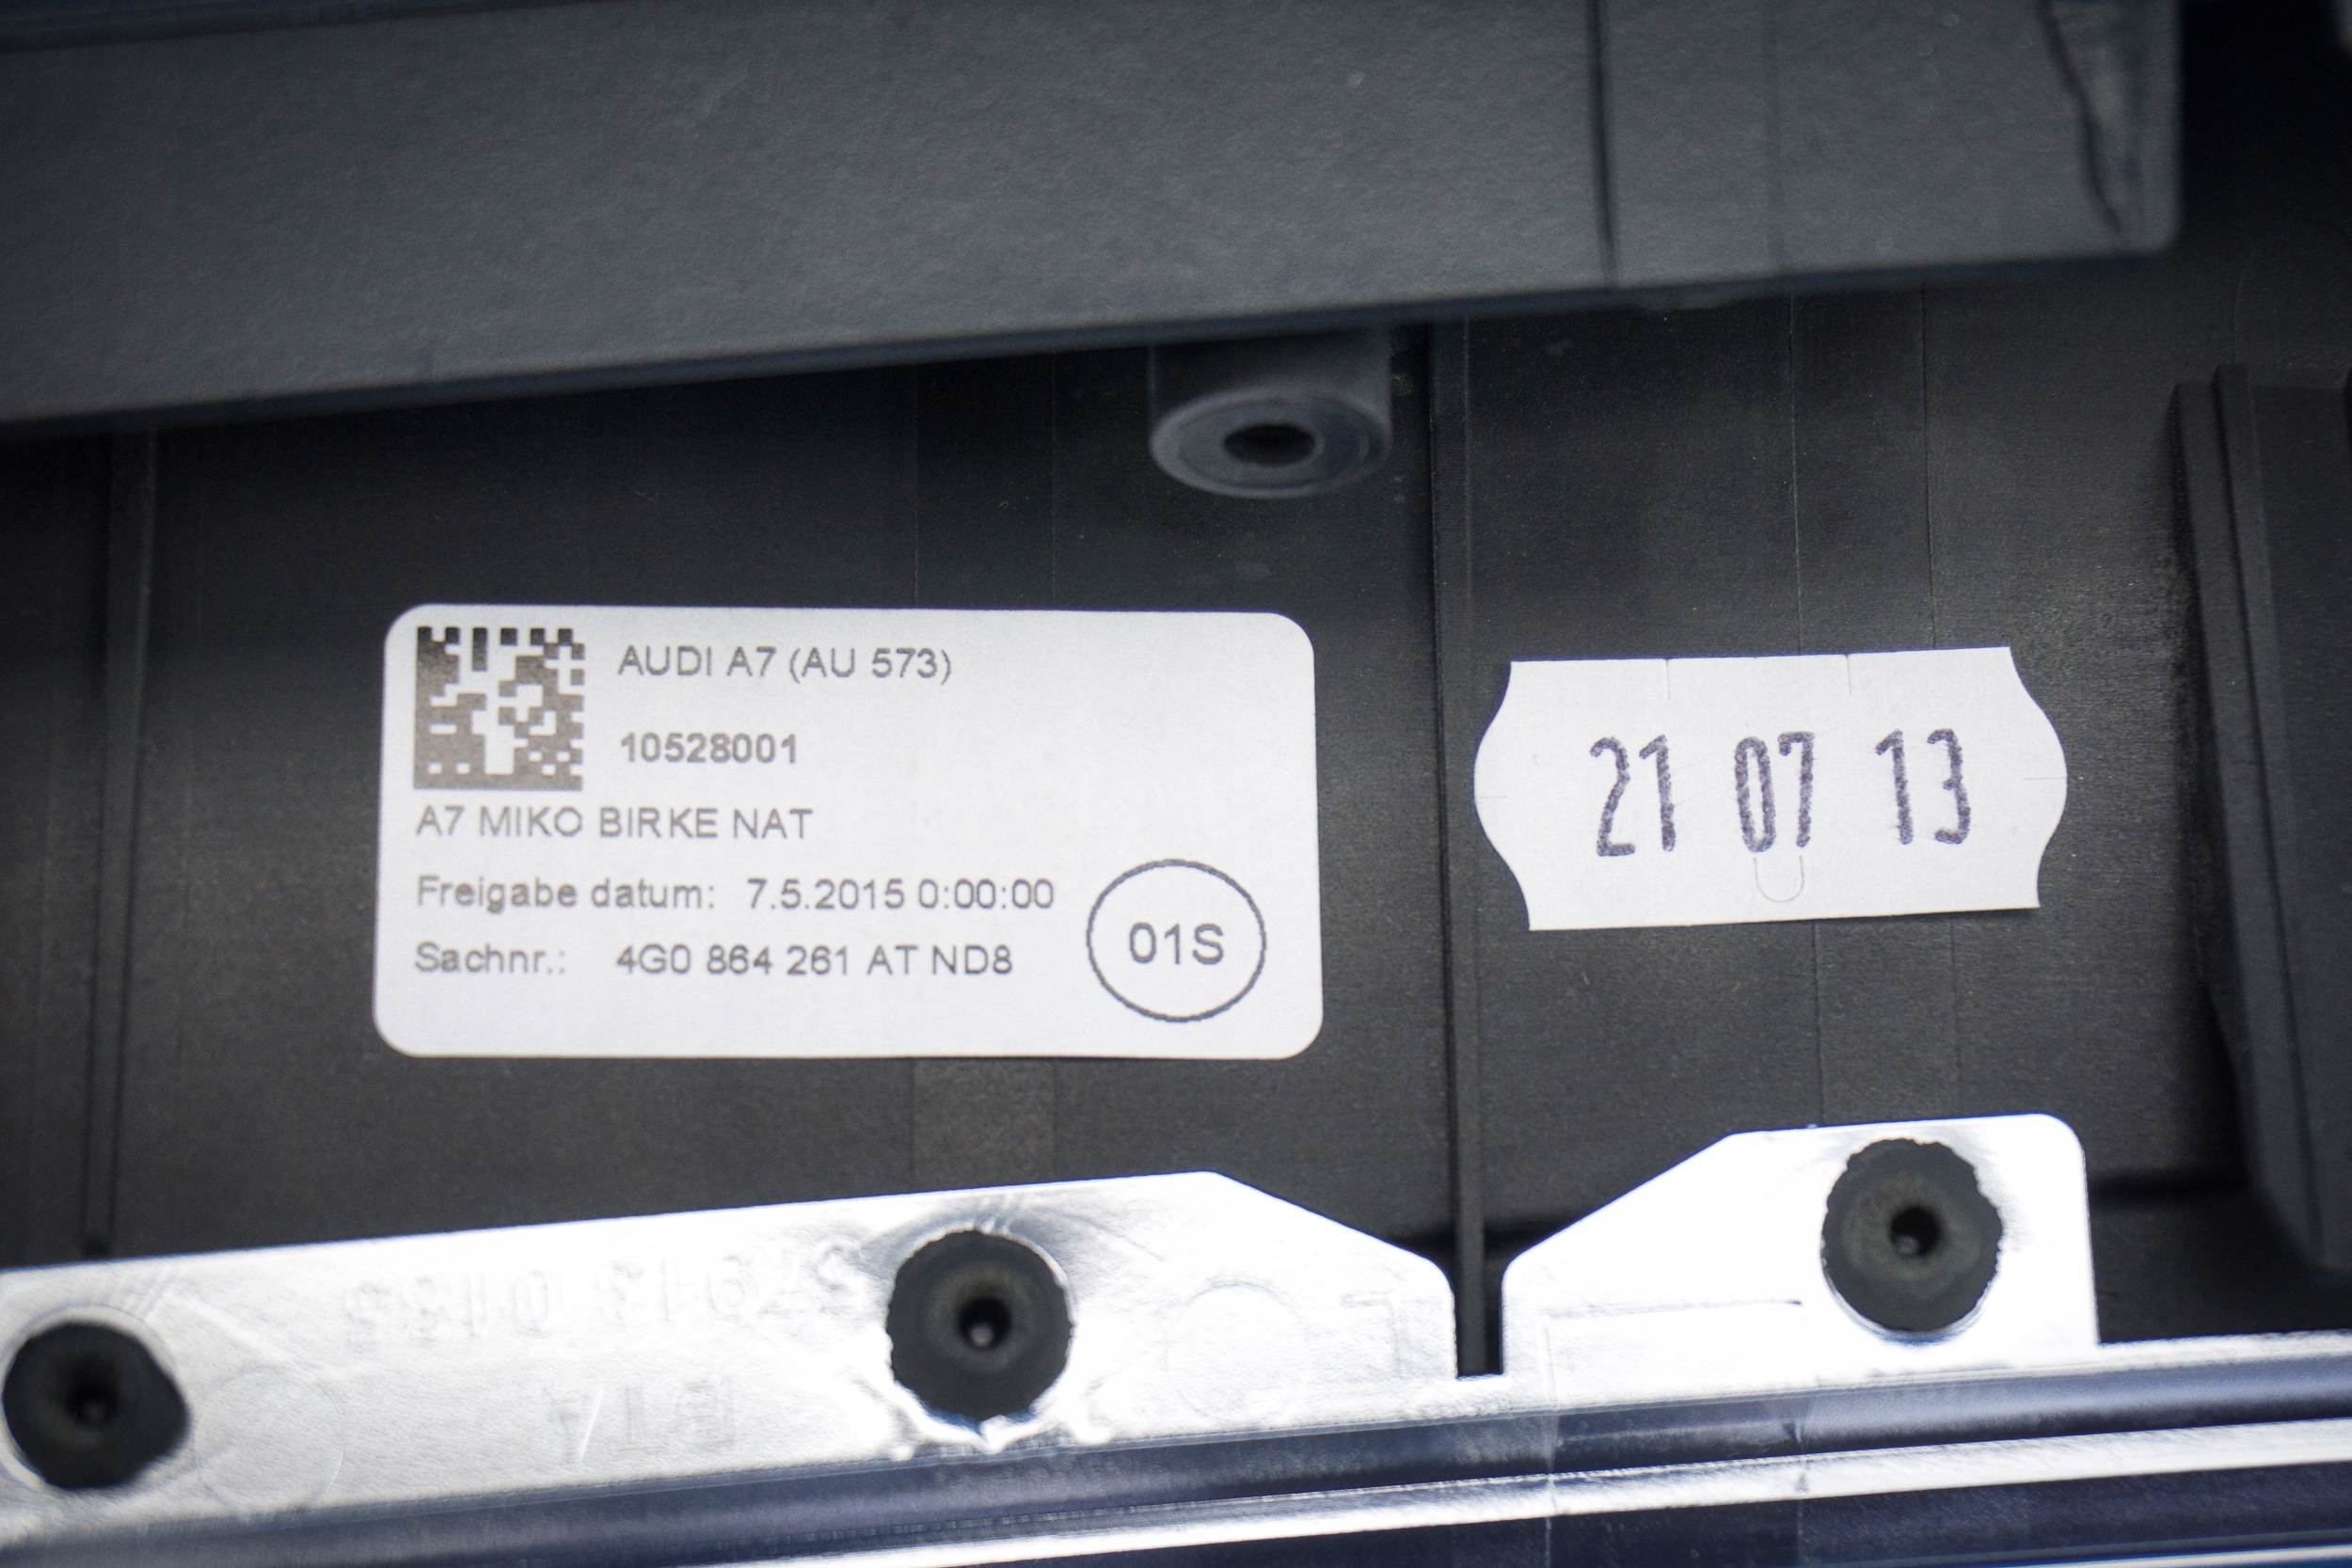 AUDI A7 (AU 573)
10528001
A7 MIKO BIRKE NAT
Freigabe datum: 7.5.2015 0:00:00
Sachnr.: 4G0 864 261 AT ND8
01S
21 07 13